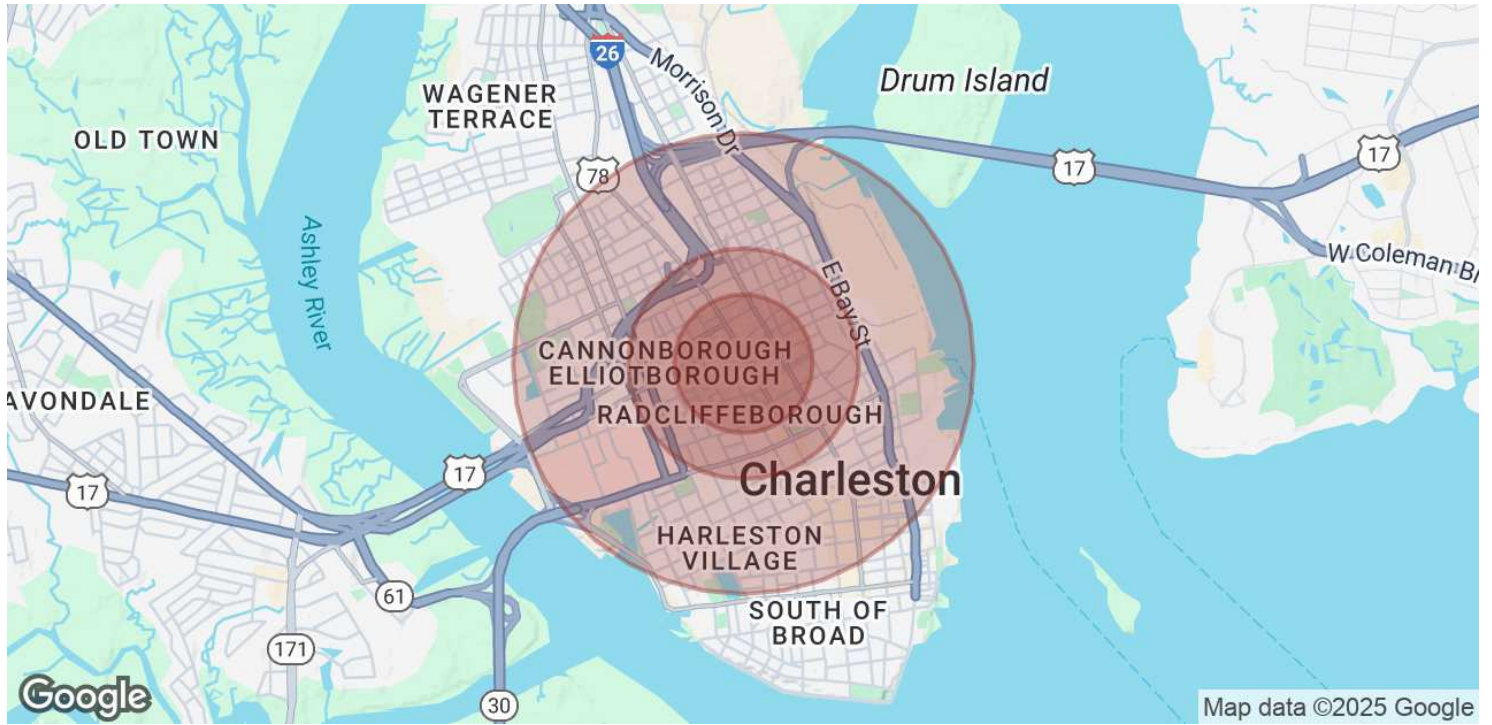 26
Morrison Dr
Drum Island
WAGENER
TERRACE
OLD TOWN
78
17
17
Ashley River
W Coleman Bl
E Bay St
CANNONBOROUGH
ELLIOTBOROUGH
AVONDALE
RADCLIFFEBOROUGH
17
17
Charleston
HARLESTON
VILLAGE
61
SOUTH OF
BROAD
171
30
Google
Map data ©2025 Google